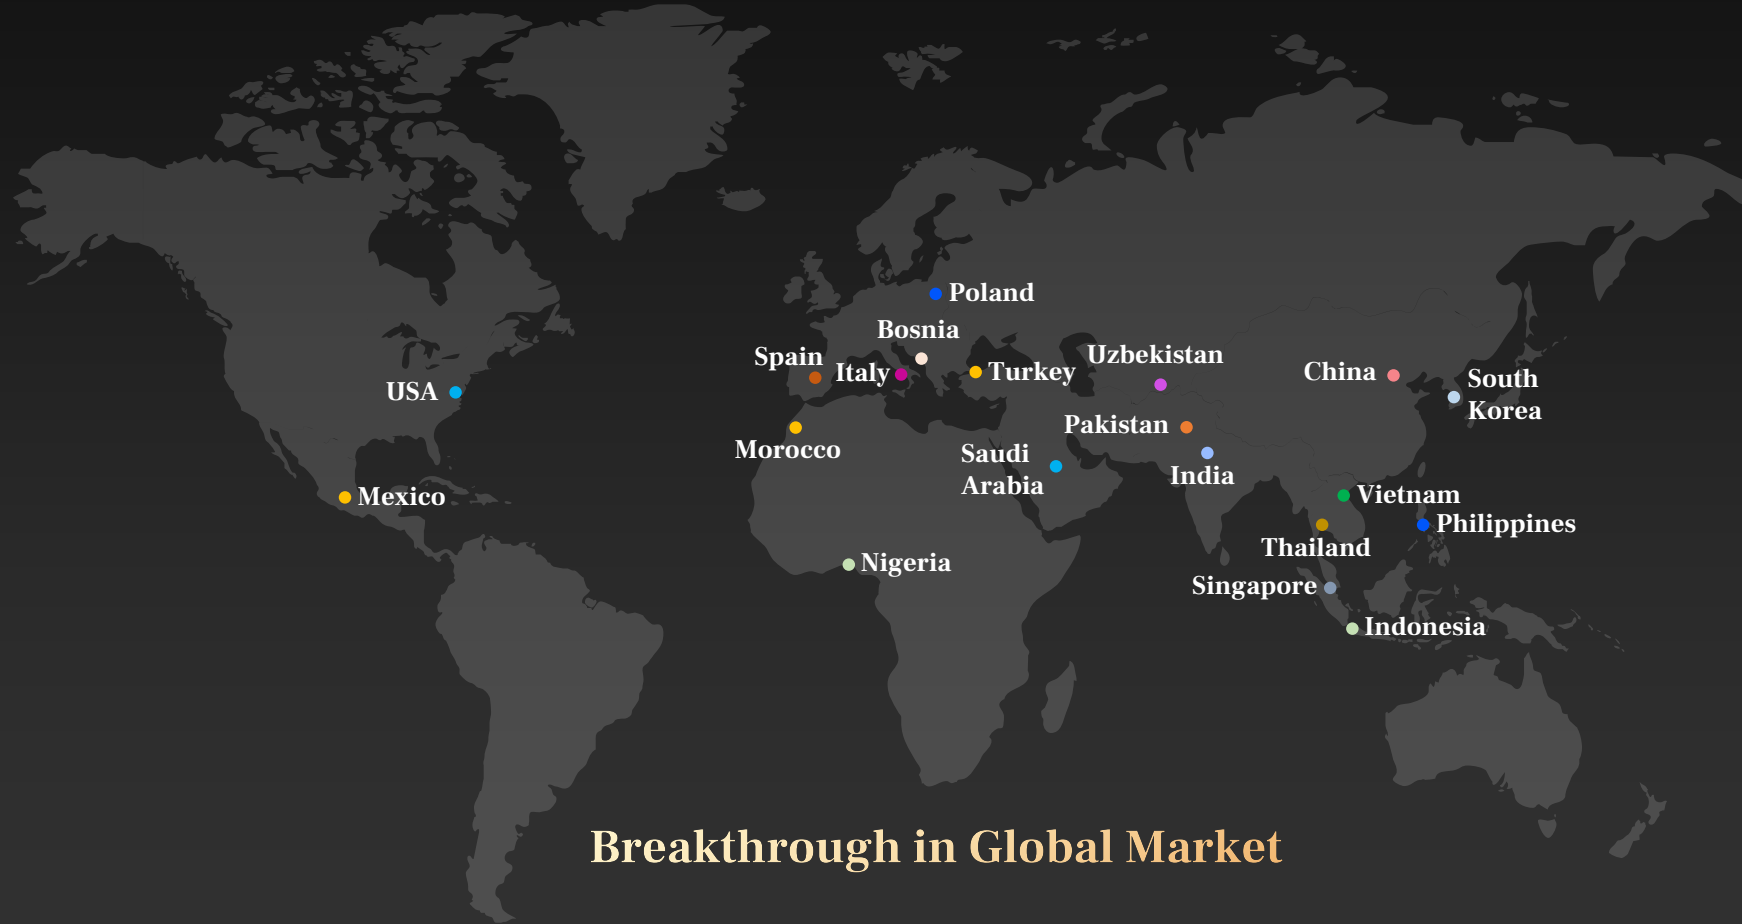 Poland
Bosnia
Spain
Italy
Turkey
Uzbekistan
China
South
Korea
USA
Pakistan
Morocco
Saudi
Arabia
India
Mexico
Vietnam
Philippines
Thailand
Nigeria
Singapore
Indonesia
Breakthrough in Global Market